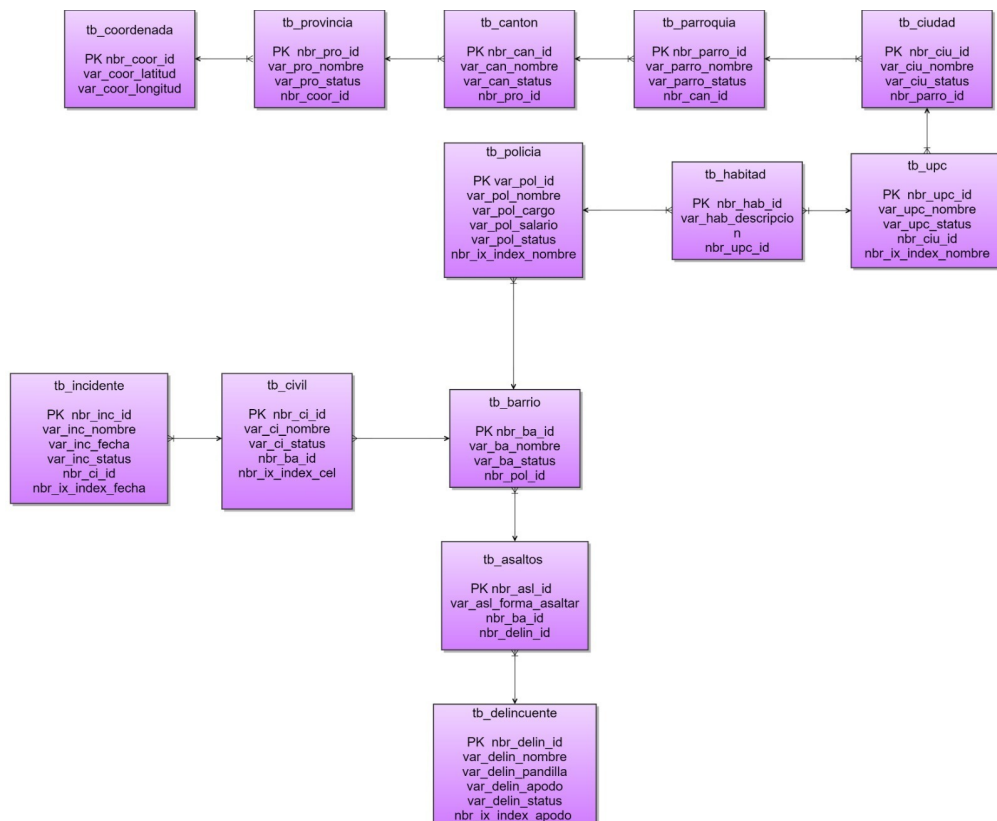 tb_coordenada
PK nbr_coor_id
var_coor_latitud
var_coor_longitud
tb_provincia
PK nbr_pro_id
var_pro_nombre
var_pro_status
nbr_coor_id
tb_canton
PK nbr_can_id
var_can_nombre
var_can_status
nbr_pro_id
tb_parroquia
PK nbr_parro_id
var_parro_nombre
var_parro_status
nbr_can_id
tb_ciudad
PK nbr_ciu_id
var_ciu_nombre
var_ciu_status
nbr_parro_id
tb_policia
PK var_pol_id
var_pol_nombre
var_pol_cargo
var_pol_salario
var_pol_status
nbr_ix_index_nombre
tb_habitad
PK nbr_hab_id
var_hab_descripcio
n
nbr_upc_id
tb_upc
PK nbr_upc_id
var_upc_nombre
var_upc_status
nbr_ciu_id
nbr_ix_index_nombre
tb_incidente
PK nbr_inc_id
var_inc_nombre
var_inc_fecha
var_inc_status
nbr_ci_id
nbr_ix_index_fecha
tb_civil
PK nbr_ci_id
var_ci_nombre
var_ci_status
nbr_ba_id
nbr_ix_index_cel
tb_barrio
PK nbr_ba_id
var_ba_nombre
var_ba_status
nbr_pol_id
tb_asaltos
PK nbr_asl_id
var_asl_forma_asaltar
nbr_ba_id
nbr_delin_id
tb_delincuente
PK nbr_delin_id
var_delin_nombre
var_delin_pandilla
var_delin_apodo
var_delin_status
nbr_ix_index_apodo